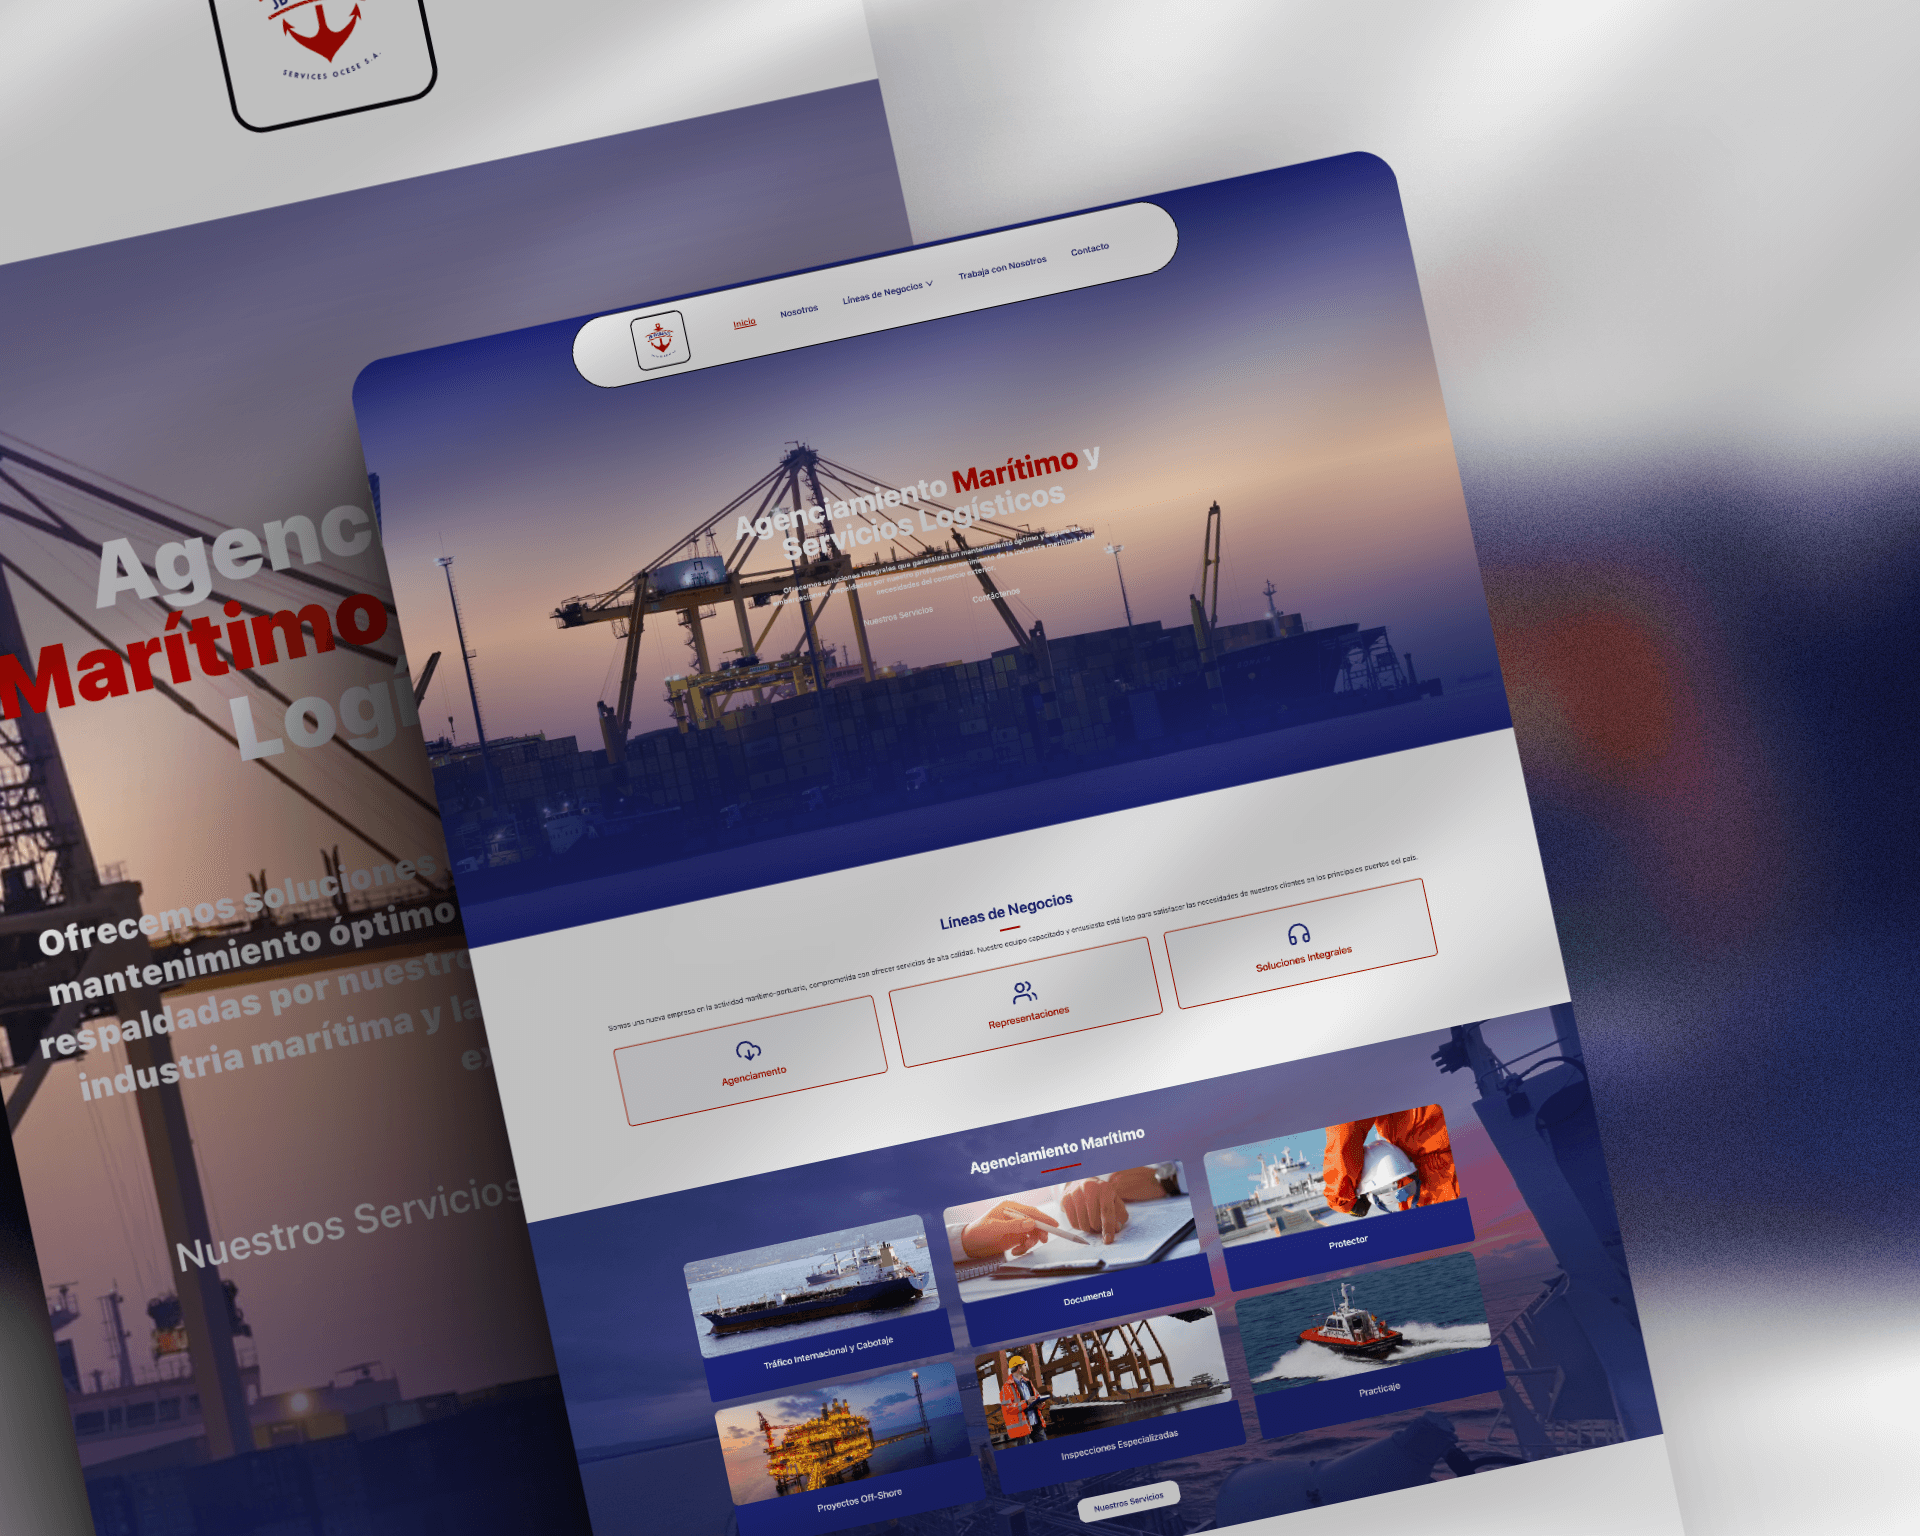 SERVICES OCESE S.A.
Agenc
Marítimo
Logí
Ofrecemos soluciones
mantenimiento óptimo
respaldadas por nuestro
industria marítima y la
Nuestros Servicios
Inicio
Nosotros
Líneas de Negocios
Trabaja con Nosotros
Contacto
Agenciamiento Marítimo y
Servicios Logísticos
Ofrecemos soluciones integrales que garantizan un mantenimiento óptimo y
embarcaciones, respaldadas por nuestro profundo conocimiento de la industria marítima y las
necesidades del comercio exterior.
Nuestros Servicios
Contáctenos
Líneas de Negocios
Somos una nueva empresa en la actividad marítimo-portuaria, comprometida con ofrecer servicios de alta calidad. Nuestro equipo capacitado y entusiasta está listo para satisfacer las necesidades de nuestros clientes en los principales puertos del país.
Agenciamento
Representaciones
Soluciones Integrales
Agenciamiento Marítimo
Tráfico Internacional y Cabotaje
Documental
Protector
Proyectos Off-Shore
Inspecciones Especializadas
Practicaje
Nuestros Servicios